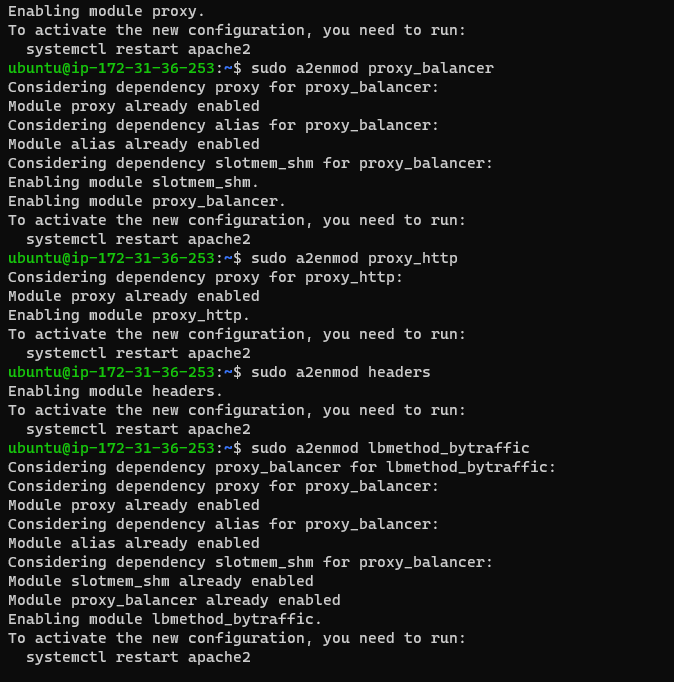 Enabling module proxy.
To activate the new configuration, you need to run:
  systemctl restart apache2
ubuntu@ip-172-31-36-253:~$ sudo a2enmod proxy_balancer
Considering dependency proxy for proxy_balancer:
Module proxy already enabled
Considering dependency alias for proxy_balancer:
Module alias already enabled
Considering dependency slotmem_shm for proxy_balancer:
Enabling module slotmem_shm.
Enabling module proxy_balancer.
To activate the new configuration, you need to run:
  systemctl restart apache2
ubuntu@ip-172-31-36-253:~$ sudo a2enmod proxy_http
Considering dependency proxy for proxy_http:
Module proxy already enabled
Enabling module proxy_http.
To activate the new configuration, you need to run:
  systemctl restart apache2
ubuntu@ip-172-31-36-253:~$ sudo a2enmod headers
Enabling module headers.
To activate the new configuration, you need to run:
  systemctl restart apache2
ubuntu@ip-172-31-36-253:~$ sudo a2enmod lbmethod_bytraffic
Considering dependency proxy_balancer for lbmethod_bytraffic:
Considering dependency proxy for proxy_balancer:
Module proxy already enabled
Considering dependency alias for proxy_balancer:
Module alias already enabled
Considering dependency slotmem_shm for proxy_balancer:
Module slotmem_shm already enabled
Module proxy_balancer already enabled
Enabling module lbmethod_bytraffic.
To activate the new configuration, you need to run:
  systemctl restart apache2